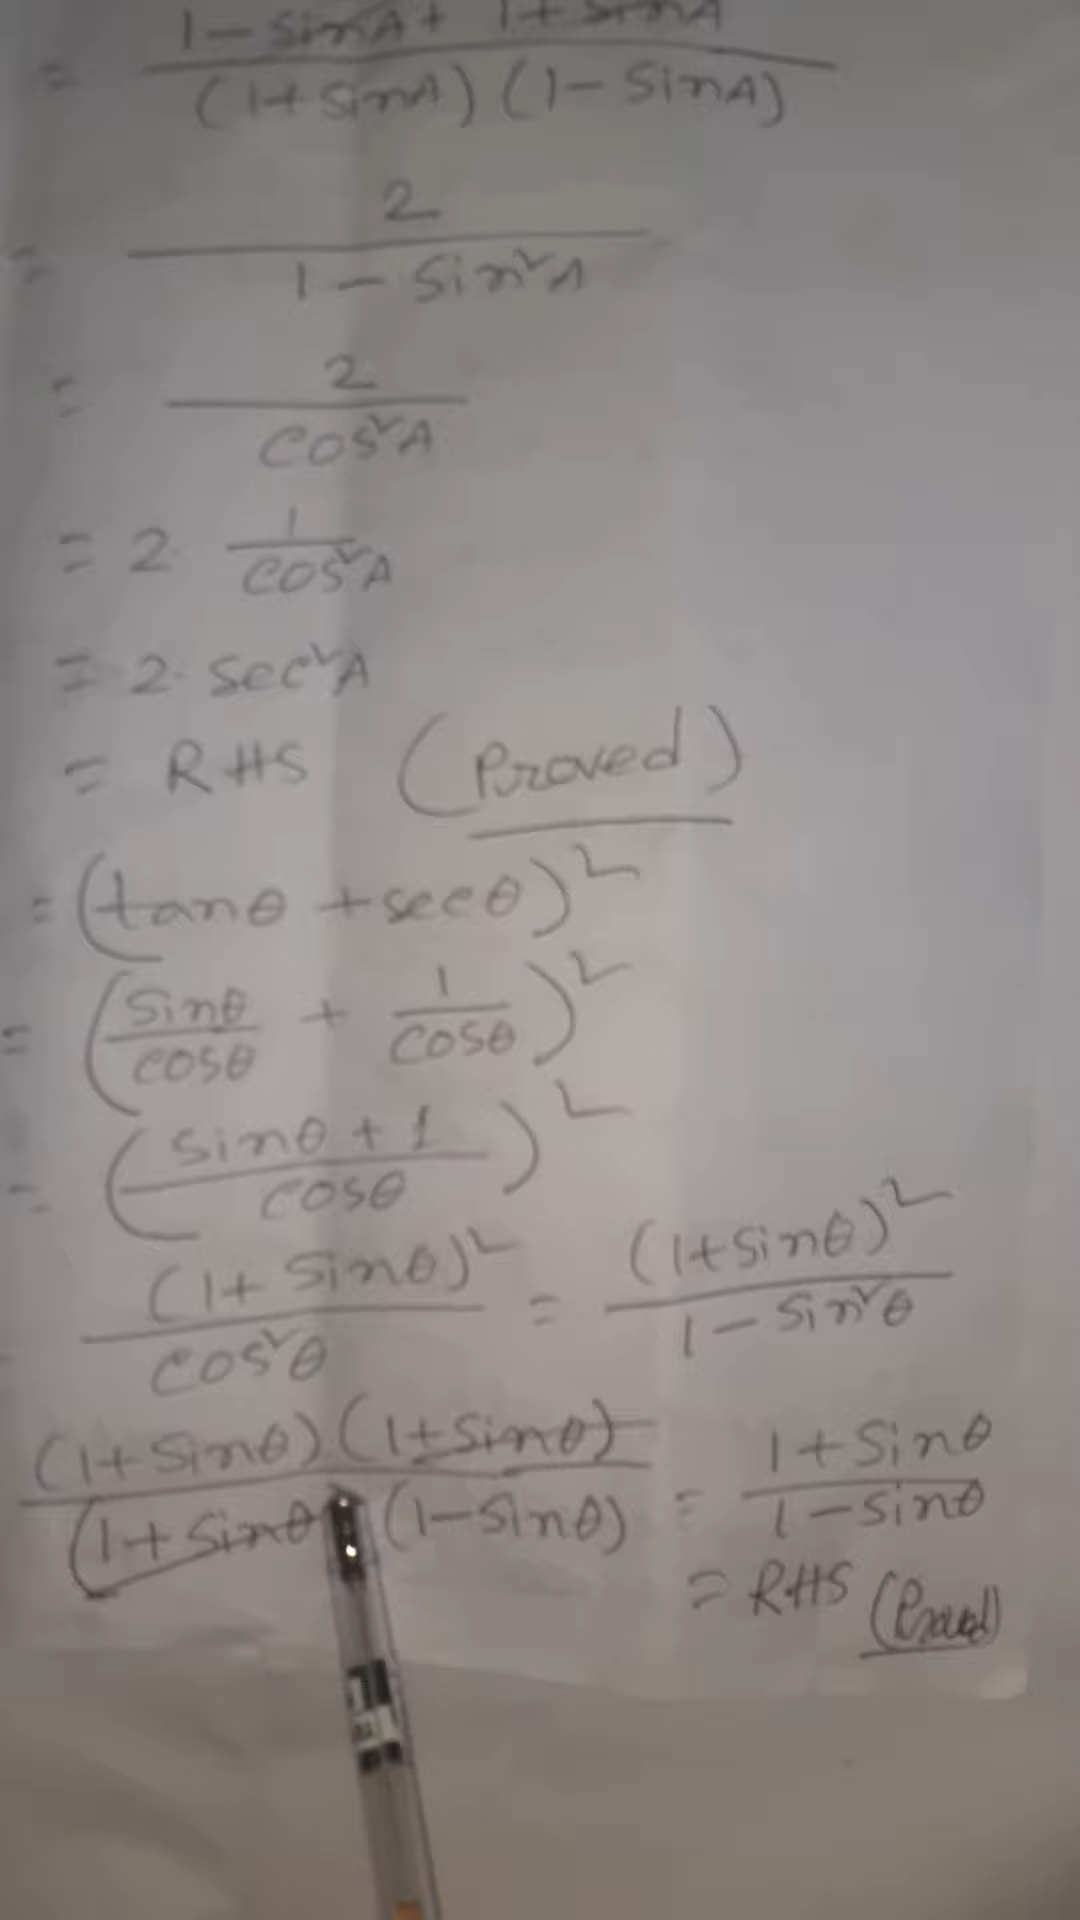 1 - sinA + 1 + sinA
= ―――――――――
(1+ sinA) (1 - sinA)
2
= ―――――――――
1 - Sin²A
2
= ―――――――――
Cos²A
= 2 1/cos²A
= 2. Sec²A
= RHS (Proved)
= (tanθ + secθ)²
= (Sinθ/cosθ + 1/cosθ)²
= (sinθ + 1/cosθ)²
(1+ Sinθ)²/cos²θ = (1+Sinθ)²/1 - Sin²θ
(1+ Sinθ) (1+Sinθ)/(1+ Sinθ (1-Sinθ) = 1 + Sinθ/1 - Sinθ
= RHS (Proved)